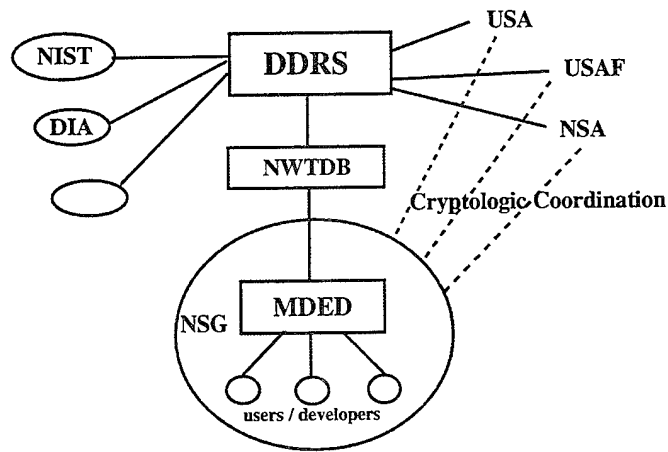 USA
NIST
DDRS
USAF
DIA
NSA
NWTDB
Cryptologic Coordination
MDED
NSG
users / developers